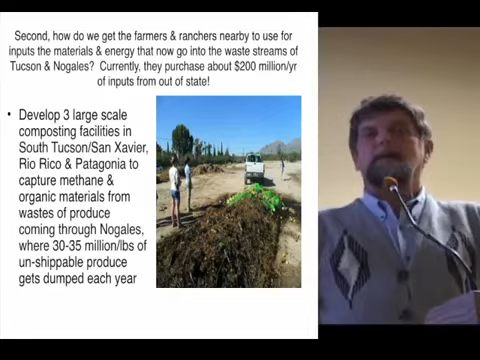 Second, how do we get the farmers & ranchers nearby to use for
inputs the materials & energy that now go into the waste streams of
Tucson & Nogales? Currently, they purchase about $200 million/yr
of inputs from out of state!
• Develop 3 large scale
composting facilities in
South Tucson/San Xavier,
Rio Rico & Patagonia to
capture methane &
organic materials from
wastes of produce
coming through Nogales,
where 30-35 million/lbs of
un-shippable produce
gets dumped each year